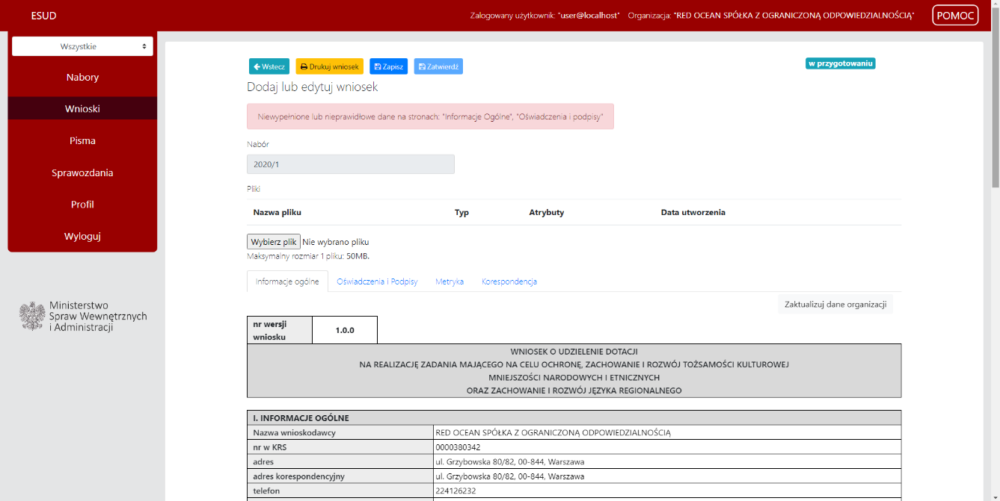 ESUD
Zalogowany użytkownik: "user@localhost" Organizacja: "RED OCEAN SPÓŁKA Z OGRANICZONĄ ODPOWIEDZIALNOŚCIĄ"
POMOC
Wszystkie
Nabory
Wnioski
Pisma
Sprawozdania
Profil
Wyloguj
Ministerstwo
Spraw Wewnętrznych
i Administracji
Wstecz
Drukuj wniosek
Zapisz
Zatwierdź
w przygotowaniu
Dodaj lub edytuj wniosek
Niewypełnione lub nieprawidłowe dane na stronach: "Informacje Ogólne", "Oświadczenia i podpisy"
Nabór
2020/1
Pliki
Nazwa pliku Typ Atrybuty Data utworzenia
Wybierz plik Nie wybrano pliku
Maksymalny rozmiar 1 pliku: 50MB.
Informacje ogólne Oświadczenia i Podpisy Metryka Korespondencja
Zaktualizuj dane organizacji
nr wersji
wniosku
1.0.0
WNIOSEK O UDZIELENIE DOTACJI
NA REALIZACJĘ ZADANIA MAJĄCEGO NA CELU OCHRONĘ, ZACHOWANIE I ROZWÓJ TOŻSAMOŚCI KULTUROWEJ
MNIEJSZOŚCI NARODOWYCH I ETNICZNYCH
ORAZ ZACHOWANIE I ROZWÓJ JĘZYKA REGIONALNEGO
I. INFORMACJE OGÓLNE
Nazwa wnioskodawcy RED OCEAN SPÓŁKA Z OGRANICZONĄ ODPOWIEDZIALNOŚCIĄ
nr w KRS 0000380342
adres ul. Grzybowska 80/82, 00-844, Warszawa
adres korespondencyjny ul. Grzybowska 80/82, 00-844, Warszawa
telefon 224126232